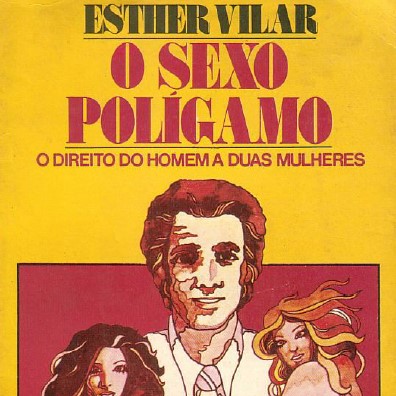 ESTHER VILAR
O SEXO
POLÍGAMO
O DIREITO DO HOMEM A DUAS MULHERES